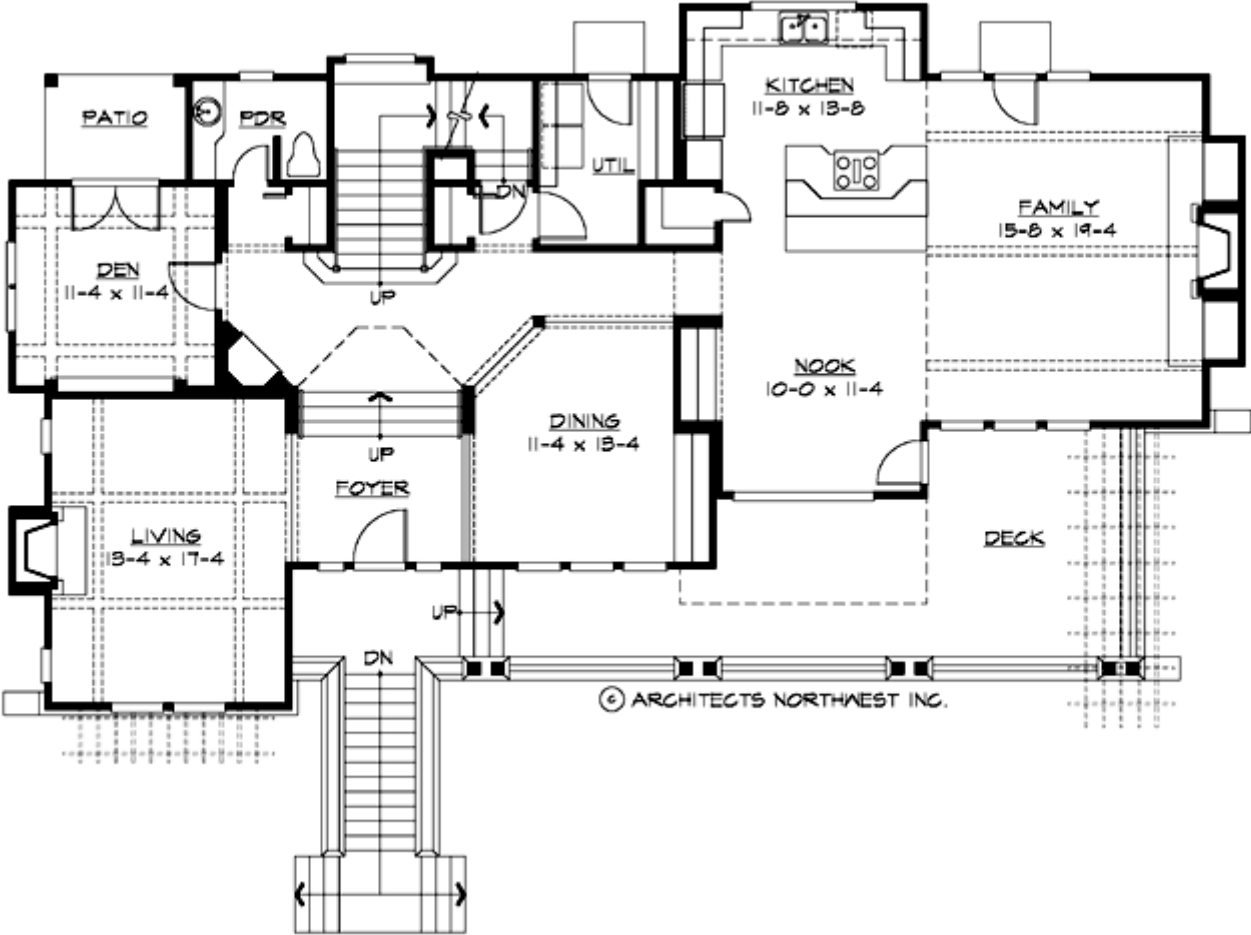 KITCHEN
11-8 x 13-8
PATIO
PDR
UTIL
DN
FAMILY
15-8 x 19-4
DEN
11-4 x 11-4
UP
NOOK
10-0 x 11-4
DINING
11-4 x 13-4
UP
FOYER
LIVING
13-4 x 17-4
DECK
UP
DN
© ARCHITECTS NORTHWEST INC.